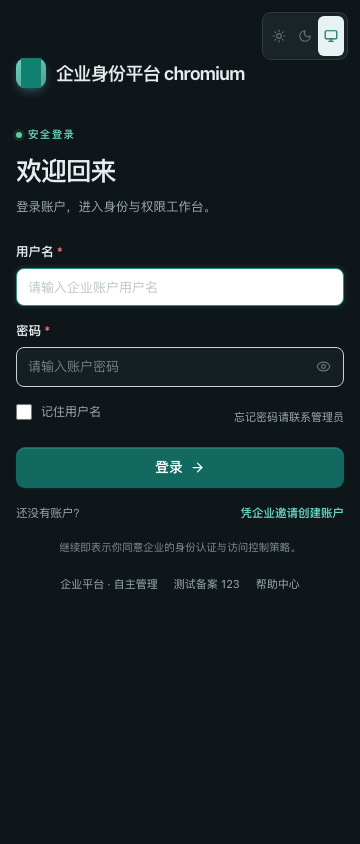 企业身份平台 chromium
安全登录
欢迎回来
登录账户，进入身份与权限工作台。
用户名 *
请输入企业账户用户名
密码 *
请输入账户密码
记住用户名
忘记密码请联系管理员
登录 →
还没有账户?
凭企业邀请创建账户
继续即表示你同意企业的身份认证与访问控制策略。
企业平台 · 自主管理 测试备案 123 帮助中心